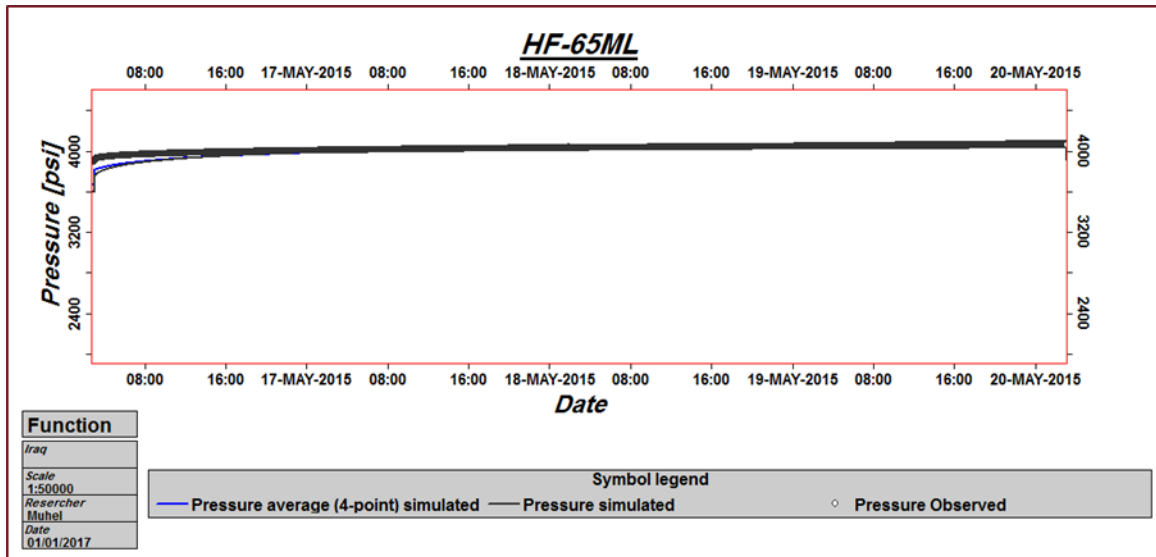 HF-65ML
08:00 16:00 17-MAY-2015 08:00 16:00 18-MAY-2015 08:00 16:00 19-MAY-2015 08:00 16:00 20-MAY-2015
Pressure [psi]
4000 4000
3200 3200
2400 2400
08:00 16:00 17-MAY-2015 08:00 16:00 18-MAY-2015 08:00 16:00 19-MAY-2015 08:00 16:00 20-MAY-2015
Date
Function
Iraq
Scale
1:50000
Resercher
Muhel
Date
01/01/2017
Symbol legend
Pressure average (4-point) simulated Pressure simulated Pressure Observed